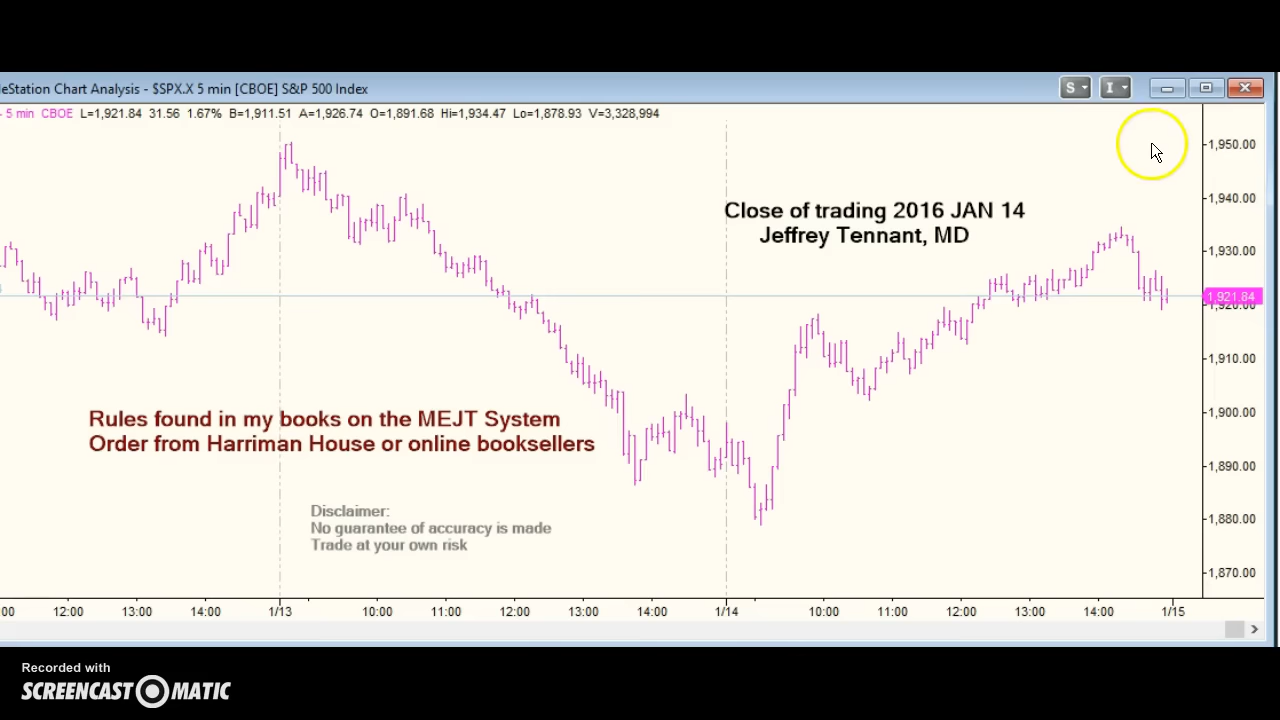 eStation Chart Analysis - $SPX.X 5 min [CBOE] S&P 500 Index
S I
- 5 min CBOE L=1,921.84 31.56 1.67% B=1,911.51 A=1,926.74 O=1,891.68 Hi=1,934.47 Lo=1,878.93 V=3,328,994
1,950.00
1,940.00
Close of trading 2016 JAN 14
Jeffrey Tennant, MD
1,930.00
1,921.84
1,920.00
1,910.00
1,900.00
Rules found in my books on the MEJT System
Order from Harriman House or online booksellers
1,890.00
Disclaimer:
No guarantee of accuracy is made
Trade at your own risk
1,880.00
1,870.00
:00 12:00 13:00 14:00 1/13 10:00 11:00 12:00 13:00 14:00 1/14 10:00 11:00 12:00 13:00 14:00 1/15
Recorded with
SCREENCAST MATIC